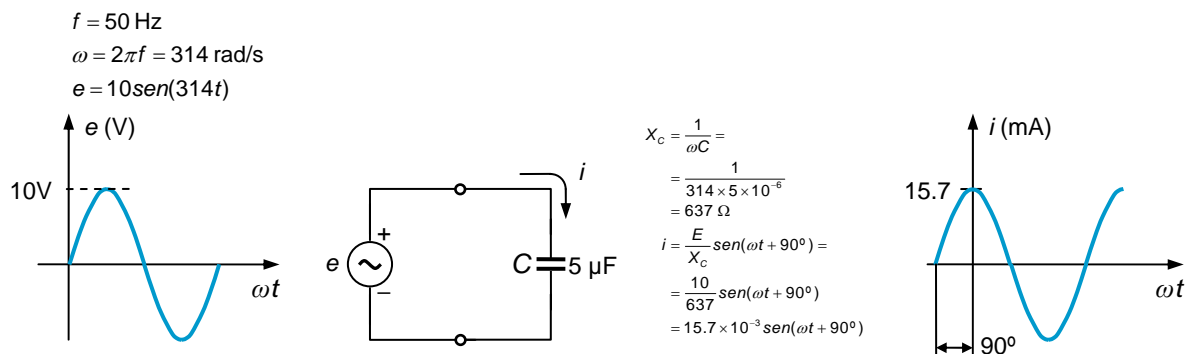 f = 50 Hz
ω = 2πf = 314 rad/s
e = 10sen(314t)
e (V)
10V
ωt
i
e
+
−
C
5 µF
X_C = 1/(ωC) =
= 1/(314 × 5 × 10⁻⁶)
= 637 Ω
i = E/X_C sen(ωt + 90º) =
= 10/637 sen(ωt + 90º)
= 15.7 × 10⁻³ sen(ωt + 90º)
i (mA)
15.7
ωt
90º